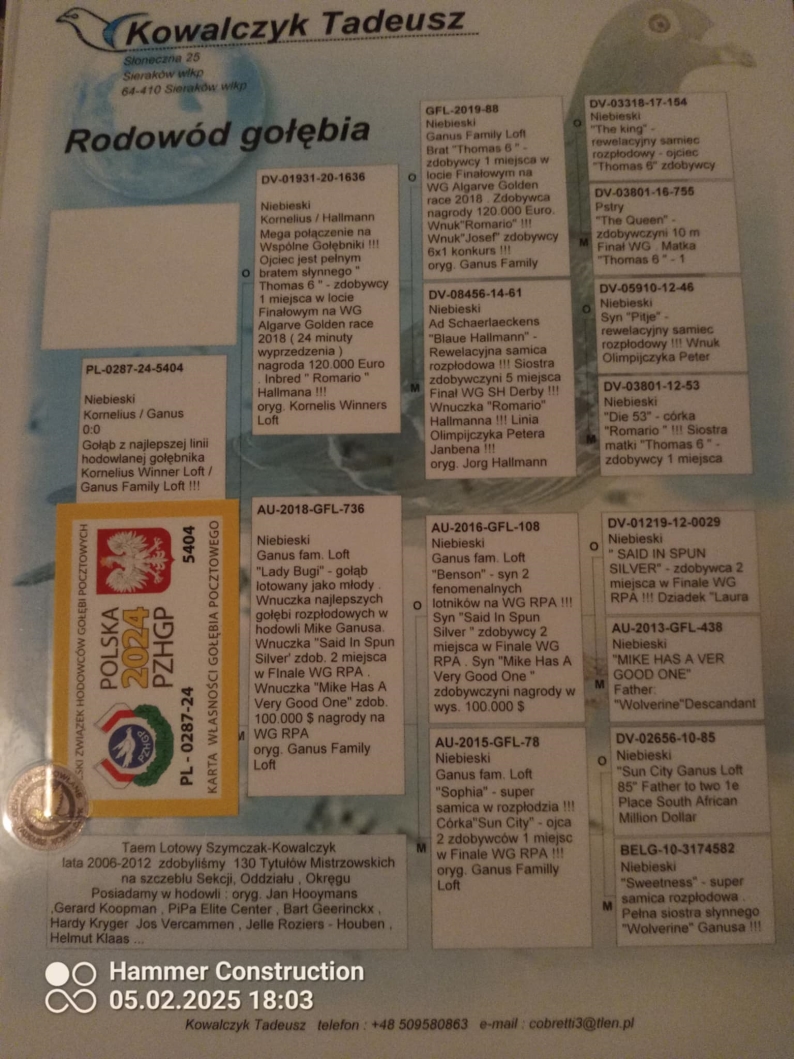 Kowalczyk Tadeusz
Słoneczna 25
Sieraków wlkp
64-410 Sieraków wlkp
Rodowód gołębia
PL-0287-24-5404
Niebieski
Kornelius / Ganus
0:0
Gołąb z najlepszej linii
hodowlanej gołębnika
Kornelius Winner Loft /
Ganus Family Loft !!!
O
DV-01931-20-1636
Niebieski
Kornelius / Hallmann
Mega połączenie na
Wspólne Gołębniki !!!
Ojciec jest pełnym
bratem słynnego "
Thomas 6 " - zdobywcy
1 miejsca w locie
Finałowym na WG
Algarve Golden race
2018 ( 24 minuty
wyprzedzenia )
nagroda 120.000 Euro
. Inbred " Romario "
Hallmana !!!
oryg. Kornelis Winners
Loft
M
AU-2018-GFL-736
Niebieski
Ganus fam. Loft
"Lady Bugi" - gołąb
lotowany jako młody .
Wnuczka najlepszych
gołębi rozpłodowych w
hodowli Mike Ganusa.
Wnuczka "Said In Spun
Silver' zdob. 2 miejsca
w FInale WG RPA .
Wnuczka "Mike Has A
Very Good One" zdob.
100.000 $ nagrody na
WG RPA
oryg. Ganus Family
Loft
O
GFL-2019-88
Niebieski
Ganus Family Loft
Brat "Thomas 6 " -
zdobywcy 1 miejsca w
locie Finałowym na
WG Algarve Golden
race 2018 . Zdobywca
nagrody 120.000 Euro.
Wnuk"Romario" !!!
Wnuk"Josef" zdobywcy
6x1 konkurs !!!
oryg. Ganus Family
M
DV-08456-14-61
Niebieski
Ad Schaerlaeckens
"Blaue Hallmann" -
Rewelacyjna samica
rozpłodowa !!! Siostra
zdobywczyni 5 miejsca
Finał WG SH Derby !!!
Wnuczka "Romario"
Hallmanna !!! Linia
Olimpijczyka Petera
Janbena !!!
oryg. Jorg Hallmann
O
AU-2016-GFL-108
Niebieski
Ganus fam. Loft
"Benson" - syn 2
fenomenalnych
lotników na WG RPA !!!
Syn "Said In Spun
Silver " zdobywcy 2
miejsca w Finale WG
RPA . Syn "Mike Has A
Very Good One "
zdobywczyni nagrody w
wys. 100.000 $
M
AU-2015-GFL-78
Niebieski
Ganus fam. Loft
"Sophia" - super
samica w rozpłodzia !!!
Córka"Sun City" - ojca
2 zdobywców 1 miejsc
w Finale WG RPA !!!
oryg. Ganus Familly
Loft
O
DV-03318-17-154
Niebieski
"The king" -
rewelacyjny samiec
rozpłodowy - ojciec
"Thomas 6" zdobywcy
M
DV-03801-16-755
Pstry
"The Queen" -
zdobywczyni 10 m
Finał WG . Matka
"Thomas 6 " - 1
O
DV-05910-12-46
Niebieski
Syn "Pitje" -
rewelacyjny samiec
rozpłodowy !!! Wnuk
Olimpijczyka Peter
M
DV-03801-12-53
Niebieski
"Die 53" - córka
"Romario " !!! Siostra
matki "Thomas 6 " -
zdobywcy 1 miejsca
O
DV-01219-12-0029
Niebieski
" SAID IN SPUN
SILVER" - zdobywca 2
miejsca w Finale WG
RPA !!! Dziadek "Laura
M
AU-2013-GFL-438
Niebieski
"MIKE HAS A VER
GOOD ONE"
Father:
"Wolverine"Descandant
O
DV-02656-10-85
Niebieski
"Sun City Ganus Loft
85" Father to two 1e
Place South African
Million Dollar
M
BELG-10-3174582
Niebieski
"Sweetness" - super
samica rozpłodowa .
Pełna siostra słynnego
"Wolverine" Ganusa !!!
SKI ZWIĄZEK HODOWCÓW GOŁĘBI POCZTOWYCH
POLSKA
2024
PZHGP
5404
PL - 0287-24
KARTA WŁASNOŚCI GOŁĘBIA POCZTOWEGO
PZHGP
Taem Lotowy Szymczak-Kowalczyk
lata 2006-2012 zdobyliśmy 130 Tytułów Mistrzowskich
na szczeblu Sekcji, Oddziału , Okręgu
Posiadamy w hodowli : oryg. Jan Hooymans
,Gerard Koopman , PiPa Elite Center , Bart Geerinckx ,
Hardy Kryger Jos Vercammen , Jelle Roziers - Houben ,
Helmut Klaas ...
Hammer Construction
05.02.2025 18:03
Kowalczyk Tadeusz telefon : +48 509580863 e-mail : cobretti3@tlen.pl